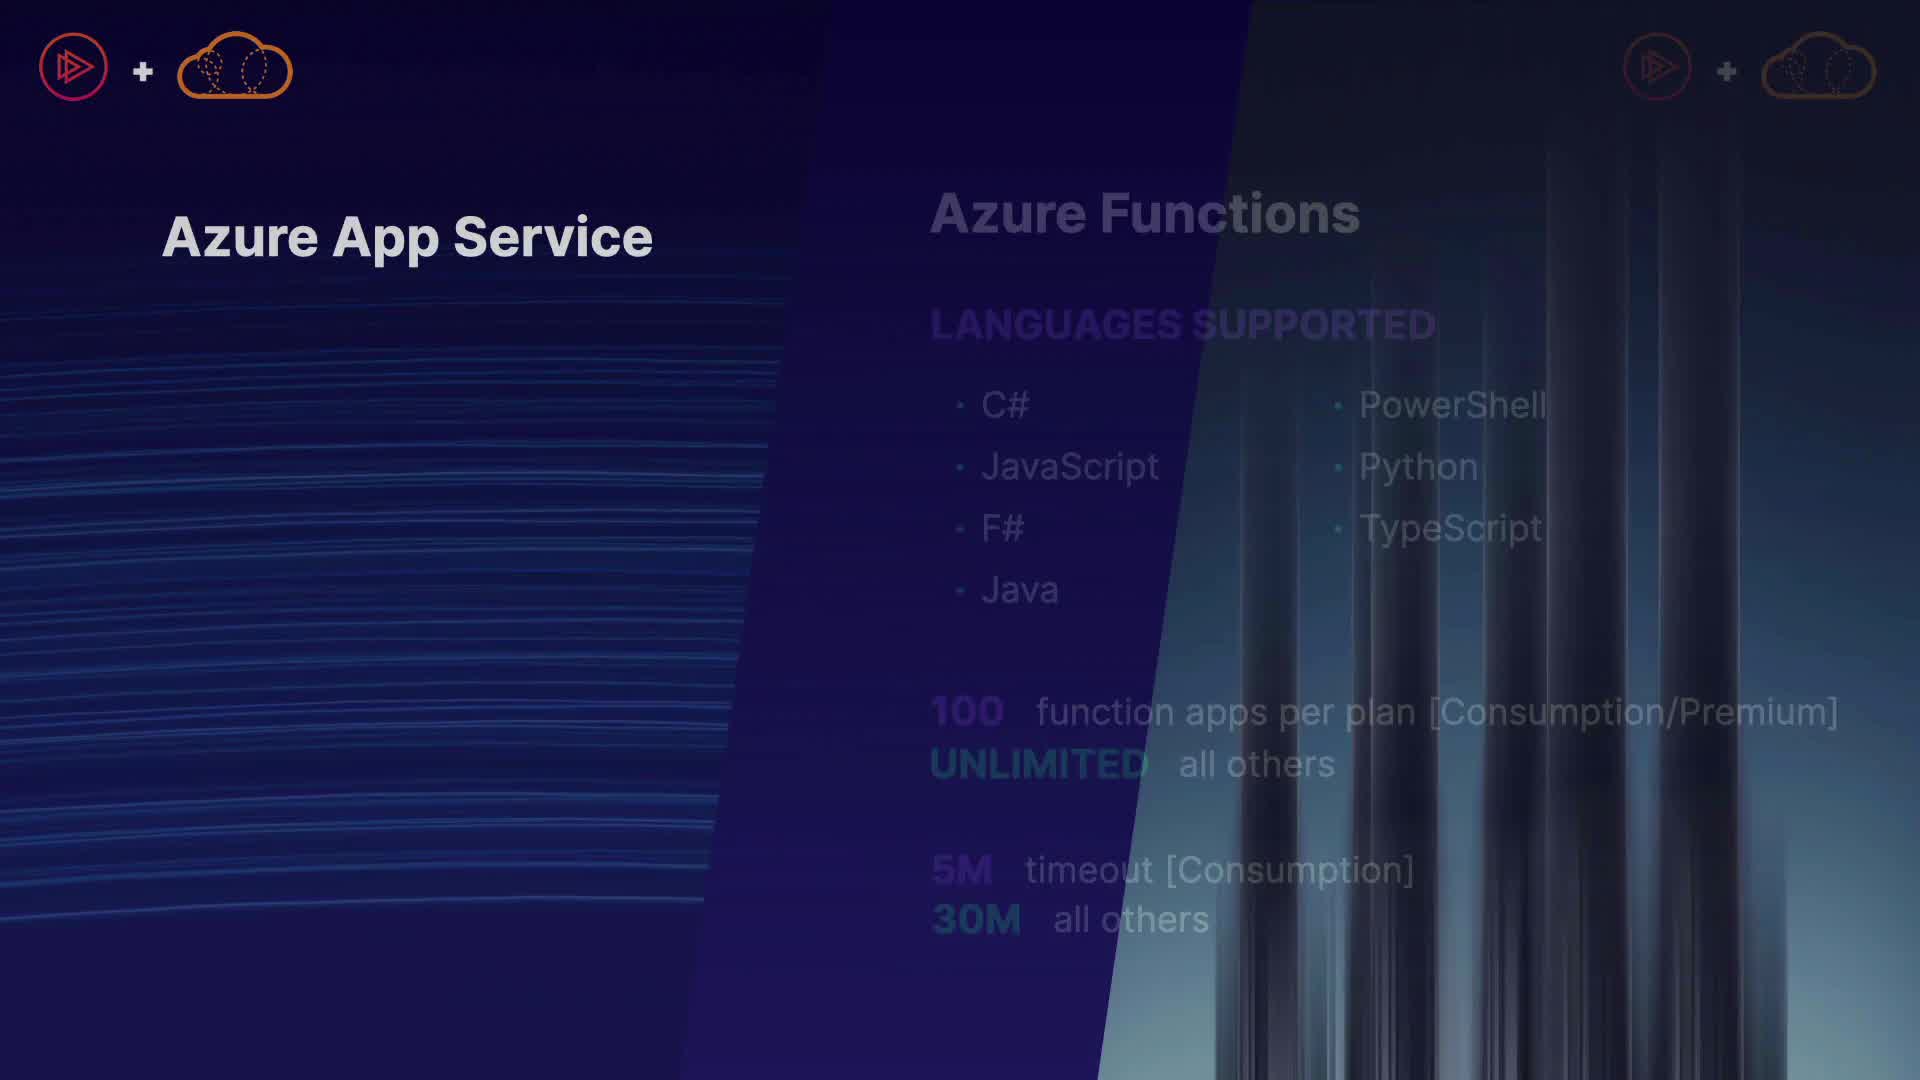 Azure App Service
Azure Functions
LANGUAGES SUPPORTED
C#
JavaScript
F#
Java
PowerShell
Python
TypeScript
100 function apps per plan [Consumption/Premium]
UNLIMITED all others
5M timeout [Consumption]
30M all others